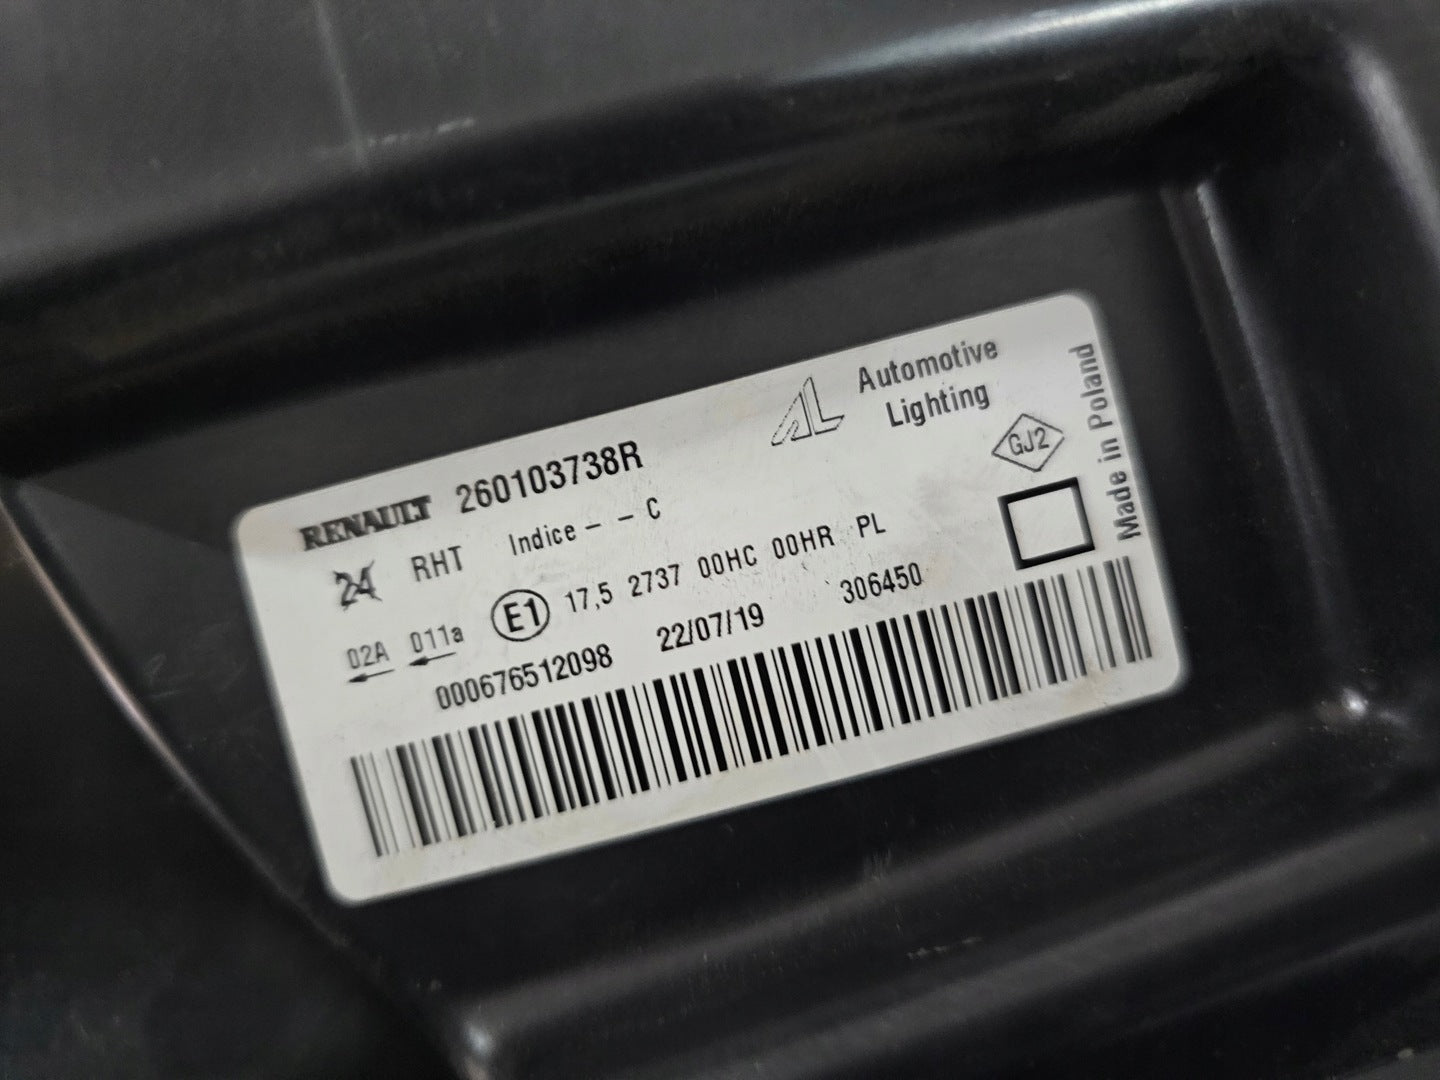 RENAULT 260103738R
AL Automotive Lighting
24 RHT Indice - - C
GJ2
Made in Poland
02A 011a E1 17,5 2737 00HC 00HR PL
000676512098 22/07/19 306450